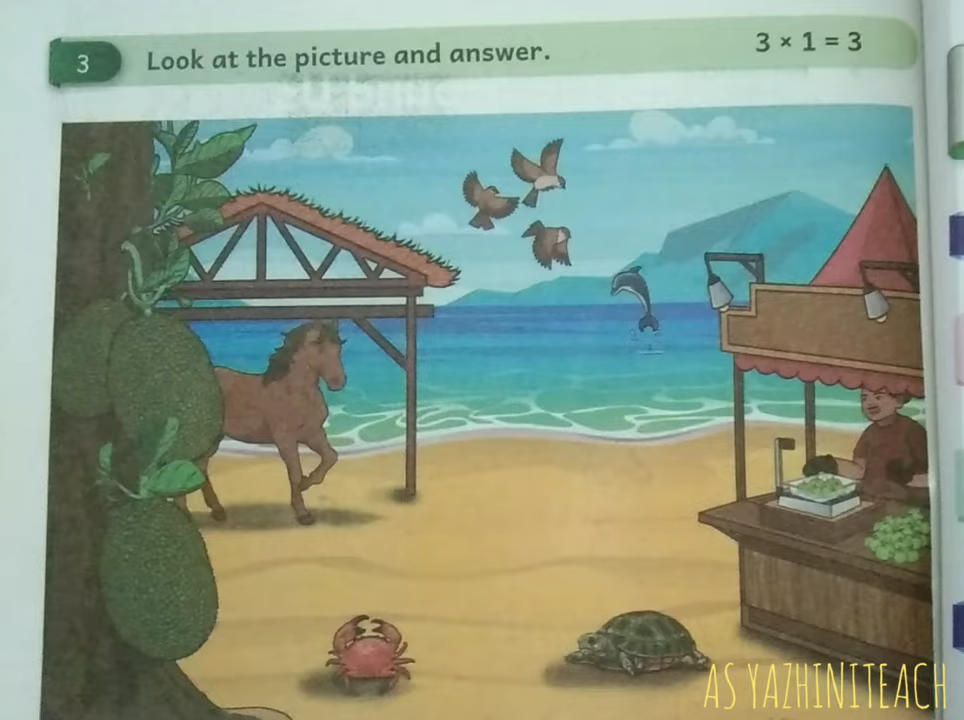 3 Look at the picture and answer. 3 × 1 = 3
AS YAZHINITEACH